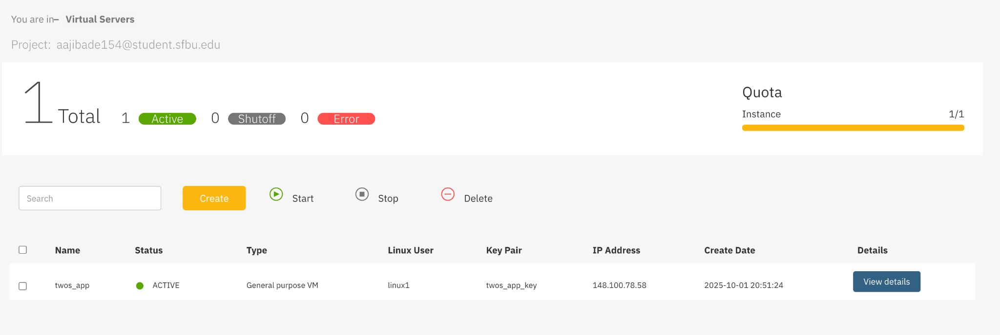 You are in– Virtual Servers
Project: aajibade154@student.sfbu.edu
1 Total 1 Active 0 Shutoff 0 Error
Quota
Instance 1/1
Search Create Start Stop Delete
Name Status Type Linux User Key Pair IP Address Create Date Details
twos_app ACTIVE General purpose VM linux1 twos_app_key 148.100.78.58 2025-10-01 20:51:24 View details